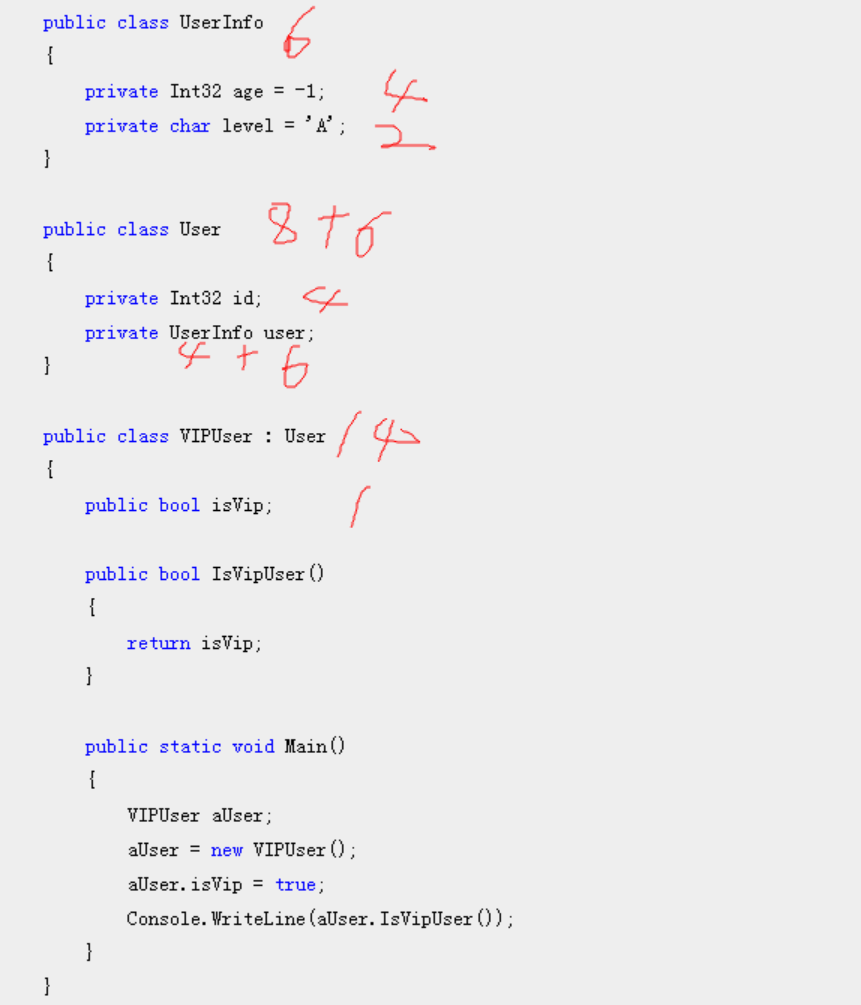 public class UserInfo 6
{
private Int32 age = -1; 4
private char level = 'A'; 2
}
public class User 8+6
{
private Int32 id; 4
private UserInfo user;
} 4+6
public class VIPUser : User 14
{
public bool isVip; 1
public bool IsVipUser()
{
return isVip;
}
public static void Main()
{
VIPUser aUser;
aUser = new VIPUser();
aUser.isVip = true;
Console.WriteLine(aUser.IsVipUser());
}
}